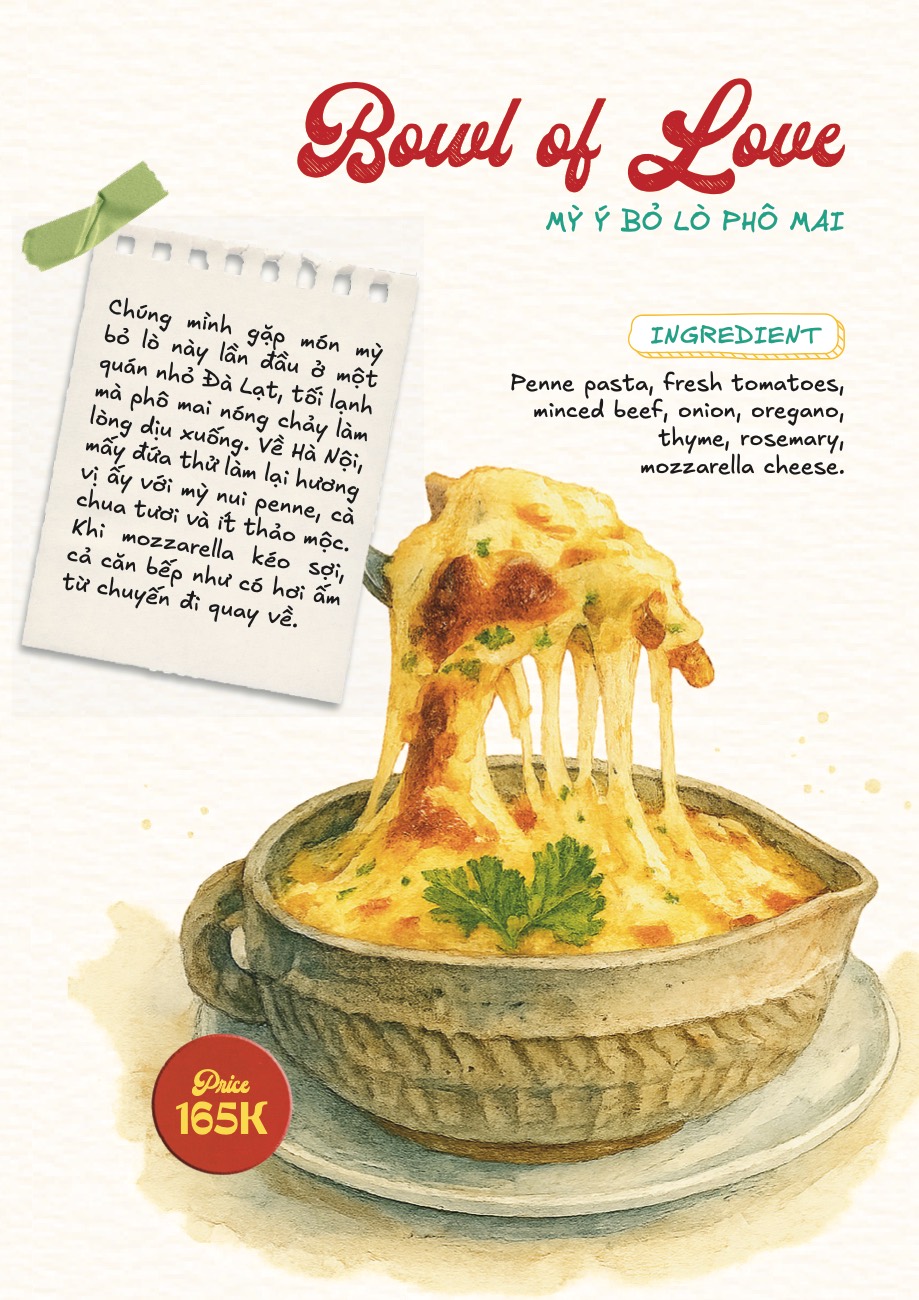 Bowl of Love
MỲ Ý BỎ LÒ PHÔ MAI
Chúng mình gặp món mỳ
bỏ lò này lần đầu ở một
quán nhỏ Đà Lạt, tối lạnh
mà phô mai nóng chảy làm
lòng dịu xuống. Về Hà Nội,
mấy đứa thử làm lại hương
vị ấy với mỳ nui penne, cà
chua tươi và ít thảo mộc.
Khi mozzarella kéo sợi,
cả căn bếp như có hơi ấm
từ chuyến đi quay về.
INGREDIENT
Penne pasta, fresh tomatoes,
minced beef, onion, oregano,
thyme, rosemary,
mozzarella cheese.
Price
165K